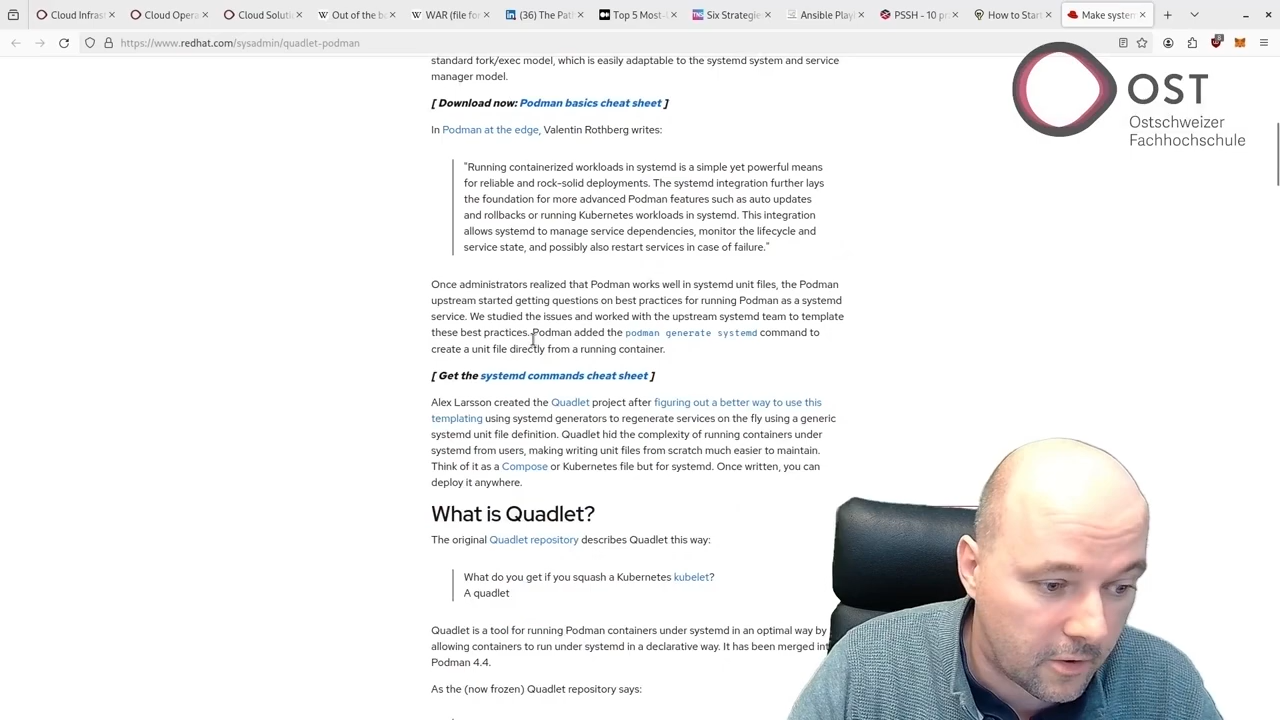 Cloud Infras
Cloud Opera
Cloud Soluti
Out of the b
WAR (file fo
(36) The Pat
Top 5 Most-
Six Strategie
Ansible Play
PSSH - 10 p
How to Start
Make system
https://www.redhat.com/sysadmin/quadlet-podman
standard fork/exec model, which is easily adaptable to the systemd system and service
manager model.
[ Download now: Podman basics cheat sheet ]
In Podman at the edge, Valentin Rothberg writes:
"Running containerized workloads in systemd is a simple yet powerful means
for reliable and rock-solid deployments. The systemd integration further lays
the foundation for more advanced Podman features such as auto updates
and rollbacks or running Kubernetes workloads in systemd. This integration
allows systemd to manage service dependencies, monitor the lifecycle and
service state, and possibly also restart services in case of failure."
Once administrators realized that Podman works well in systemd unit files, the Podman
upstream started getting questions on best practices for running Podman as a systemd
service. We studied the issues and worked with the upstream systemd team to template
these best practices. Podman added the podman generate systemd command to
create a unit file directly from a running container.
[ Get the systemd commands cheat sheet ]
Alex Larsson created the Quadlet project after figuring out a better way to use this
templating using systemd generators to regenerate services on the fly using a generic
systemd unit file definition. Quadlet hid the complexity of running containers under
systemd from users, making writing unit files from scratch much easier to maintain.
Think of it as a Compose or Kubernetes file but for systemd. Once written, you can
deploy it anywhere.
What is Quadlet?
The original Quadlet repository describes Quadlet this way:
What do you get if you squash a Kubernetes kubelet?
A quadlet
Quadlet is a tool for running Podman containers under systemd in an optimal way by
allowing containers to run under systemd in a declarative way. It has been merged int
Podman 4.4.
As the (now frozen) Quadlet repository says:
OST
Ostschweizer
Fachhochschule